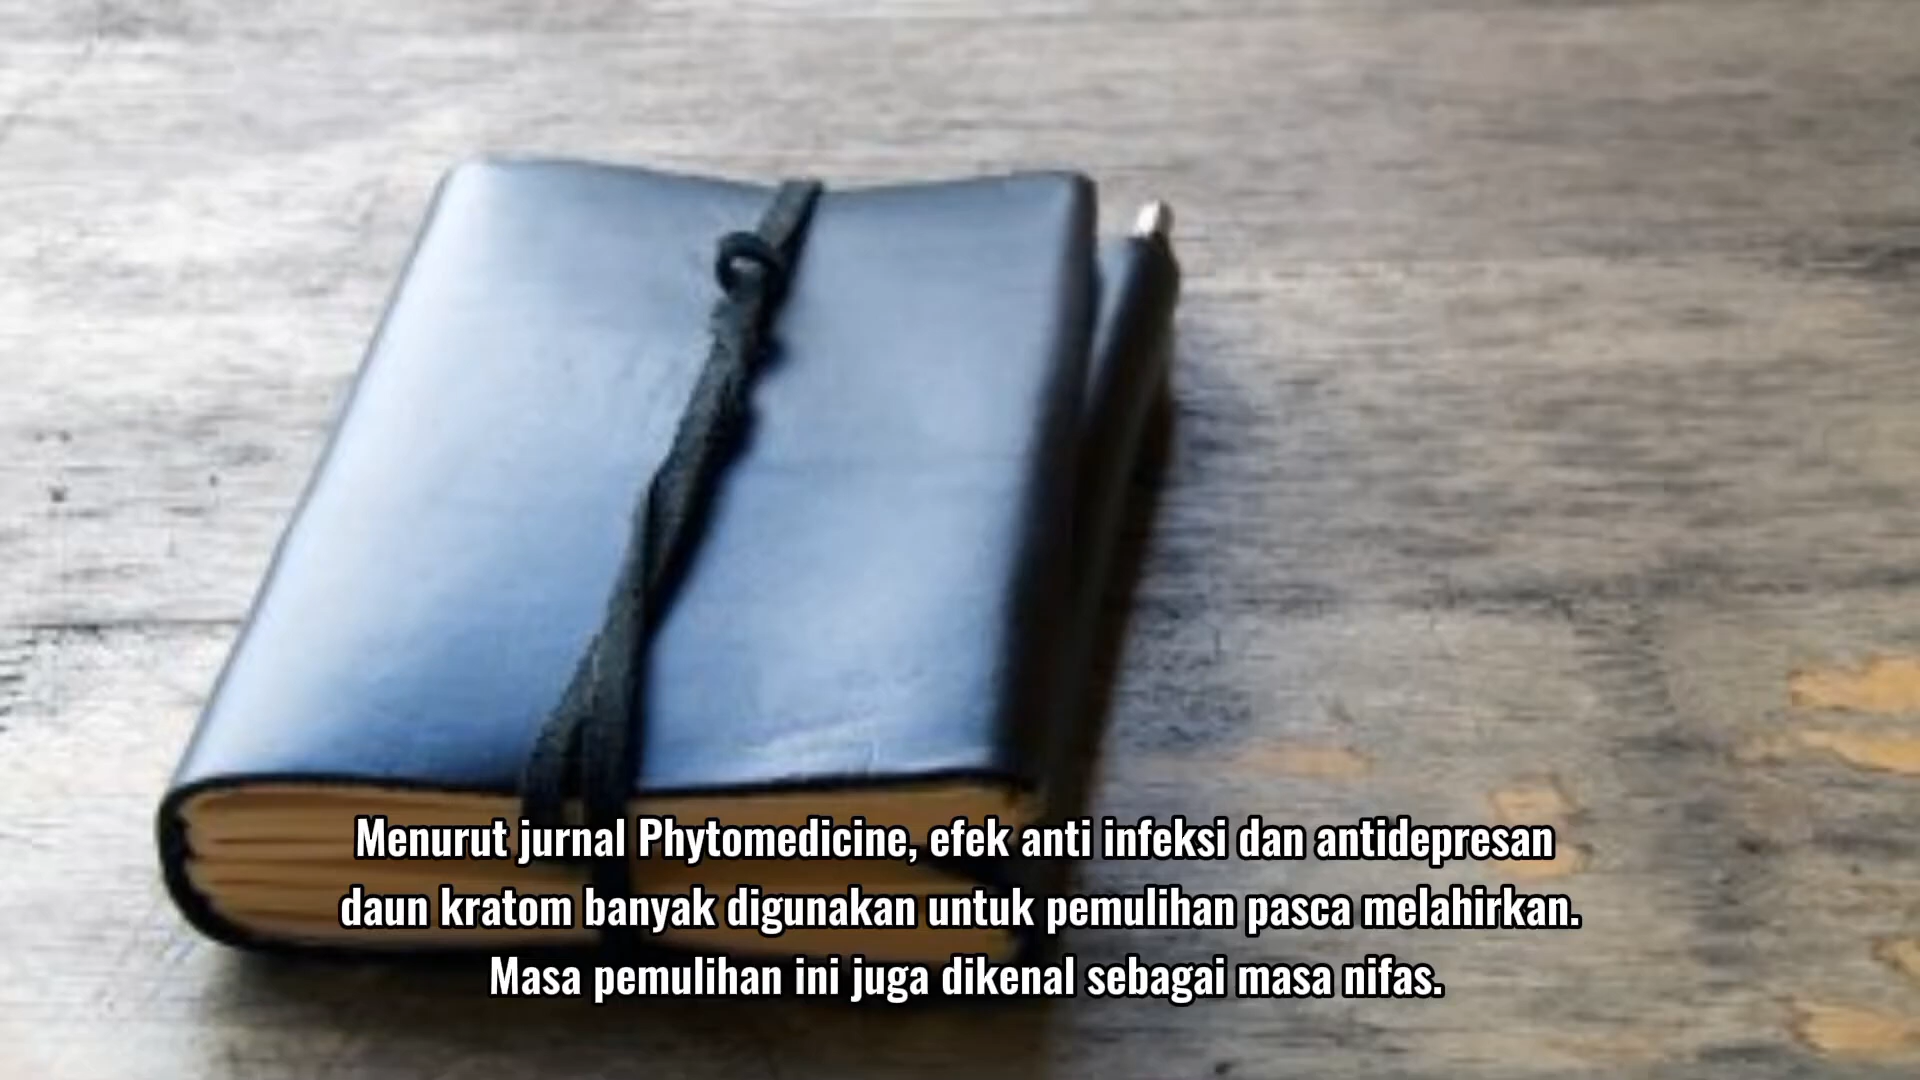 Menurut jurnal Phytomedicine, efek anti infeksi dan antidepresan
daun kratom banyak digunakan untuk pemulihan pasca melahirkan.
Masa pemulihan ini juga dikenal sebagai masa nifas.